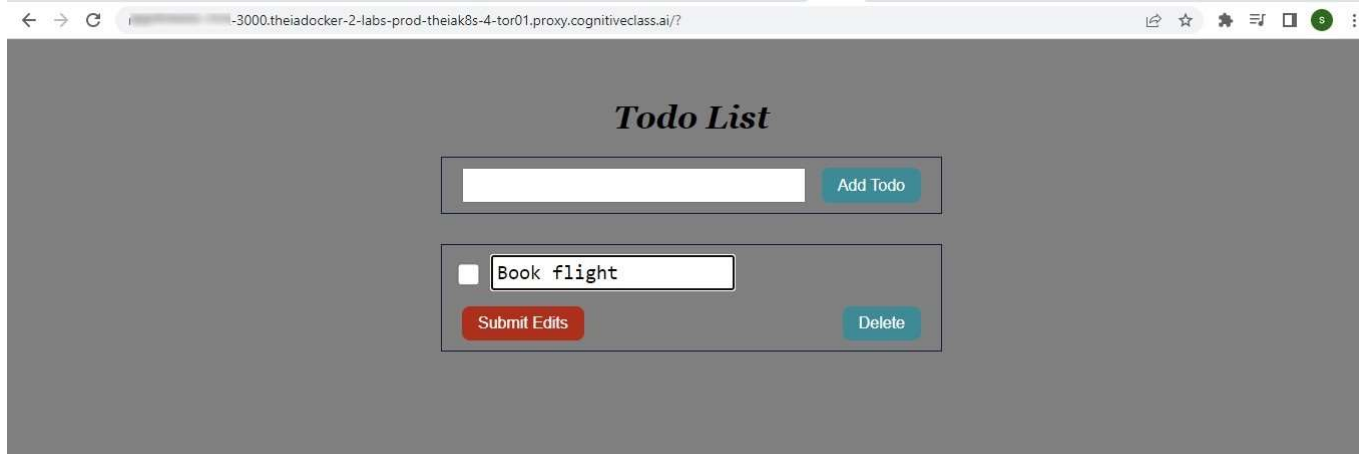 -3000.theiadocker-2-labs-prod-theiak8s-4-tor01.proxy.cognitiveclass.ai/?
S
Todo List
Add Todo
Book flight
Submit Edits
Delete